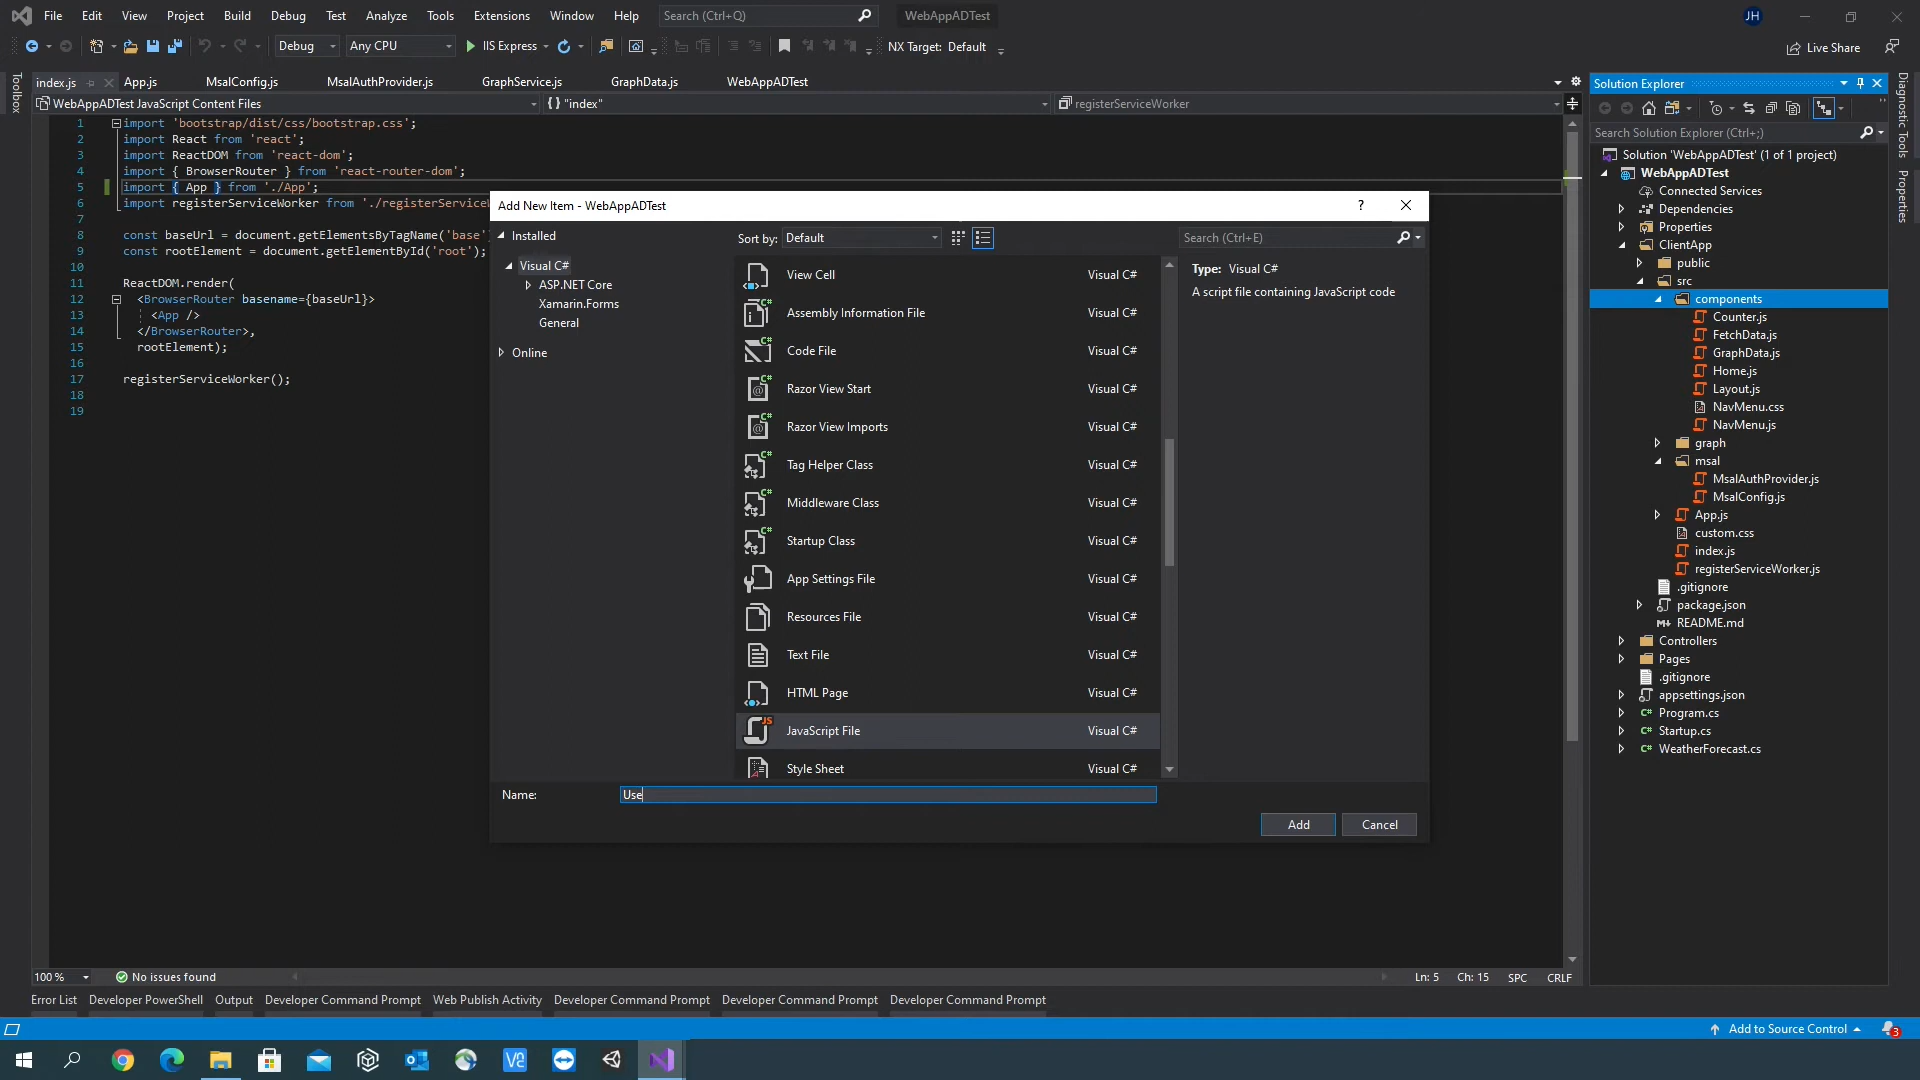 File Edit View Project Build Debug Test Analyze Tools Extensions Window Help Search (Ctrl+Q) WebAppADTest JH
Debug Any CPU IIS Express NX Target: Default Live Share
Toolbox
index.js App.js MsalConfig.js MsalAuthProvider.js GraphService.js GraphData.js WebAppADTest
WebAppADTest JavaScript Content Files {} "index" registerServiceWorker
1 import 'bootstrap/dist/css/bootstrap.css';
2 import React from 'react';
3 import ReactDOM from 'react-dom';
4 import { BrowserRouter } from 'react-router-dom';
5 import { App } from './App';
6 import registerServiceWorker from './registerServiceW
7
8 const baseUrl = document.getElementsByTagName('base'
9 const rootElement = document.getElementById('root');
10
11 ReactDOM.render(
12 <BrowserRouter basename={baseUrl}>
13 <App />
14 </BrowserRouter>,
15 rootElement);
16
17 registerServiceWorker();
18
19
Add New Item - WebAppADTest ?
Installed
Visual C#
ASP.NET Core
Xamarin.Forms
General
Online
Sort by: Default
Search (Ctrl+E)
View Cell Visual C#
Assembly Information File Visual C#
Code File Visual C#
Razor View Start Visual C#
Razor View Imports Visual C#
Tag Helper Class Visual C#
Middleware Class Visual C#
Startup Class Visual C#
App Settings File Visual C#
Resources File Visual C#
Text File Visual C#
HTML Page Visual C#
JavaScript File Visual C#
Style Sheet Visual C#
Type: Visual C#
A script file containing JavaScript code
Name: Use
Add Cancel
Solution Explorer
Search Solution Explorer (Ctrl+;)
Solution 'WebAppADTest' (1 of 1 project)
WebAppADTest
Connected Services
Dependencies
Properties
ClientApp
public
src
components
Counter.js
FetchData.js
GraphData.js
Home.js
Layout.js
NavMenu.css
NavMenu.js
graph
msal
MsalAuthProvider.js
MsalConfig.js
App.js
custom.css
index.js
registerServiceWorker.js
.gitignore
package.json
README.md
Controllers
Pages
.gitignore
appsettings.json
Program.cs
Startup.cs
WeatherForecast.cs
Diagnostic Tools
Properties
100 % No issues found Ln: 5 Ch: 15 SPC CRLF
Error List Developer PowerShell Output Developer Command Prompt Web Publish Activity Developer Command Prompt Developer Command Prompt Developer Command Prompt
Add to Source Control 3